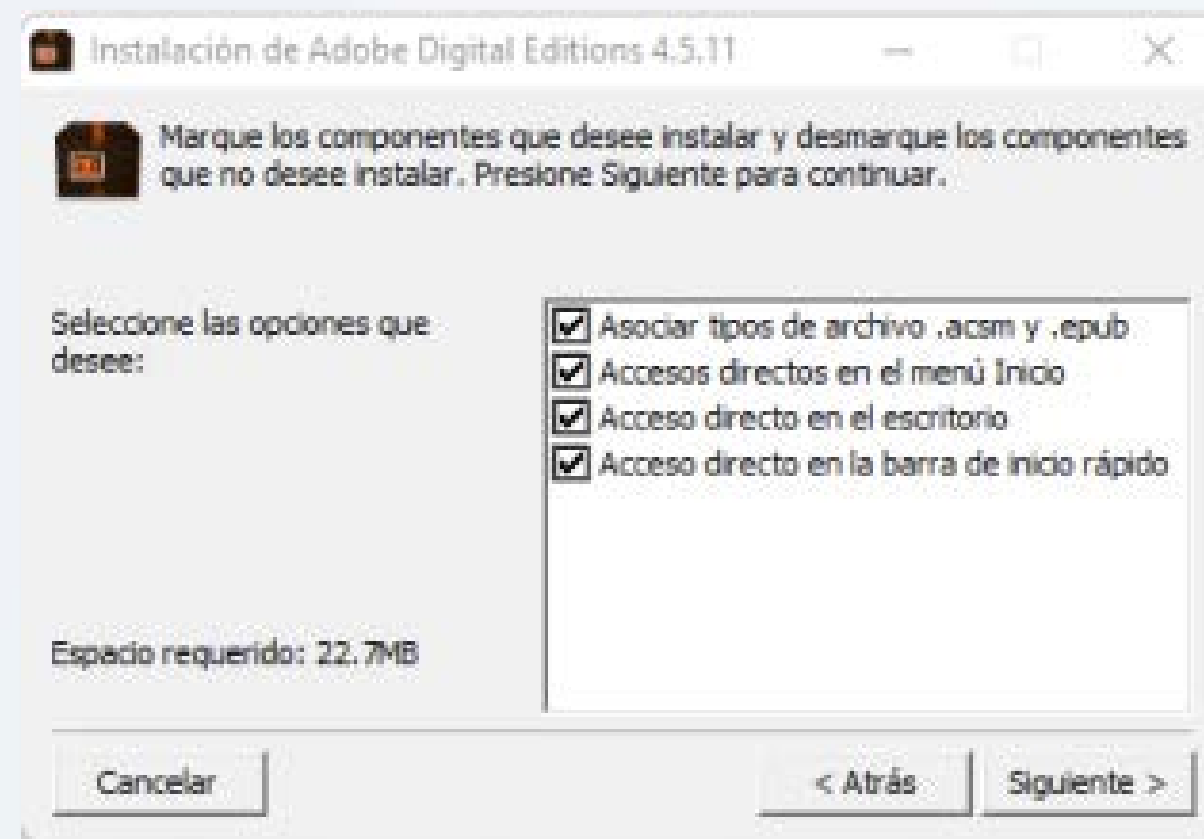 Instalación de Adobe Digital Editions 4.5.11
Marque los componentes que desee instalar y desmarque los componentes
que no desee instalar. Presione Siguiente para continuar.
Seleccione las opciones que
desee:
Asociar tipos de archivo .acsm y .epub
Accesos directos en el menú Inicio
Acceso directo en el escritorio
Acceso directo en la barra de inicio rápido
Espacio requerido: 22.7MB
Cancelar
< Atrás
Siguiente >